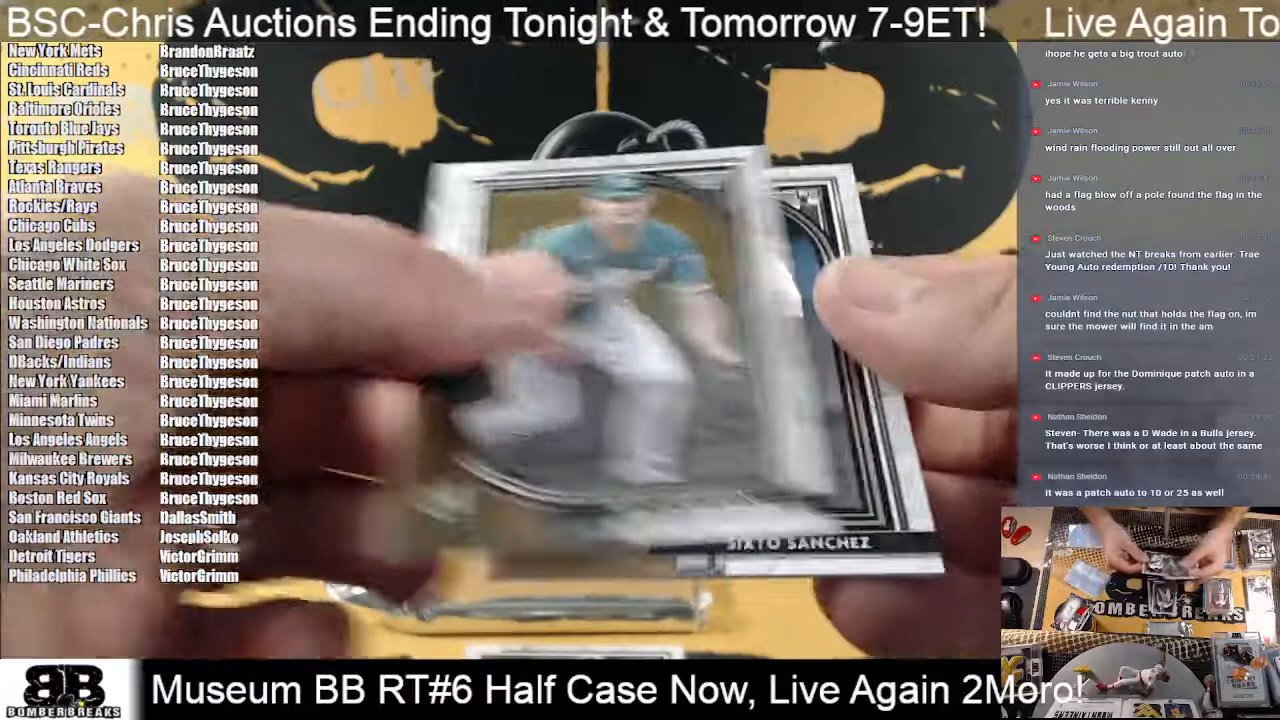 BSC-Chris Auctions Ending Tonight & Tomorrow 7-9ET!
Live Again To
New York Mets BrandonBraatz
Cincinnati Reds BruceThygeson
St. Louis Cardinals BruceThygeson
Baltimore Orioles BruceThygeson
Toronto Blue Jays BruceThygeson
Pittsburgh Pirates BruceThygeson
Texas Rangers BruceThygeson
Atlanta Braves BruceThygeson
Rockies/Rays BruceThygeson
Chicago Cubs BruceThygeson
Los Angeles Dodgers BruceThygeson
Chicago White Sox BruceThygeson
Seattle Mariners BruceThygeson
Houston Astros BruceThygeson
Washington Nationals BruceThygeson
San Diego Padres BruceThygeson
DBacks/Indians BruceThygeson
New York Yankees BruceThygeson
Miami Marlins BruceThygeson
Minnesota Twins BruceThygeson
Los Angeles Angels BruceThygeson
Milwaukee Brewers BruceThygeson
Kansas City Royals BruceThygeson
Boston Red Sox BruceThygeson
San Francisco Giants DallasSmith
Oakland Athletics JosephSolko
Detroit Tigers VictorGrimm
Philadelphia Phillies VictorGrimm
SIXTO SANCHEZ
ihope he gets a big trout auto
Jamie Wilson
yes it was terrible kenny
Jamie Wilson
wind rain flooding power still out all over
Jamie Wilson
had a flag blow off a pole found the flag in the
woods
Steven Crouch
Just watched the NT breaks from earlier. Trae
Young Auto redemption /10! Thank you!
Jamie Wilson
couldnt find the nut that holds the flag on, im
sure the mower will find it in the am
Steven Crouch
It made up for the Dominique patch auto in a
CLIPPERS jersey.
Nathan Sheldon
Steven- There was a D Wade in a Bulls jersey.
That's worse I think or at least about the same
Nathan Sheldon
It was a patch auto to 10 or 25 as well
BOMBER BREAKS
BB
BOMBERBREAKS
Museum BB RT#6 Half Case Now, Live Again 2Moro!